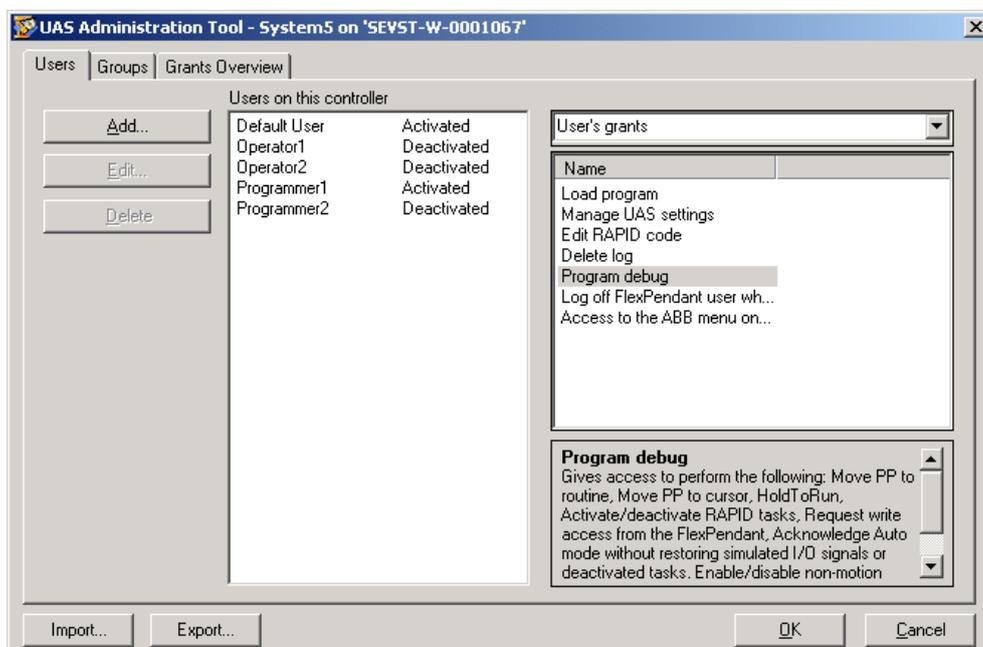 UAS Administration Tool - System5 on 'SEVST-W-0001067'
Users Groups Grants Overview
Users on this controller
Add...
Edit...
Delete
Default User Activated
Operator1 Deactivated
Operator2 Deactivated
Programmer1 Activated
Programmer2 Deactivated
User's grants
Name
Load program
Manage UAS settings
Edit RAPID code
Delete log
Program debug
Log off FlexPendant user wh...
Access to the ABB menu on...
Program debug
Gives access to perform the following: Move PP to
routine, Move PP to cursor, HoldToRun,
Activate/deactivate RAPID tasks, Request write
access from the FlexPendant, Acknowledge Auto
mode without restoring simulated I/O signals or
deactivated tasks. Enable/disable non-motion
Import... Export... OK Cancel